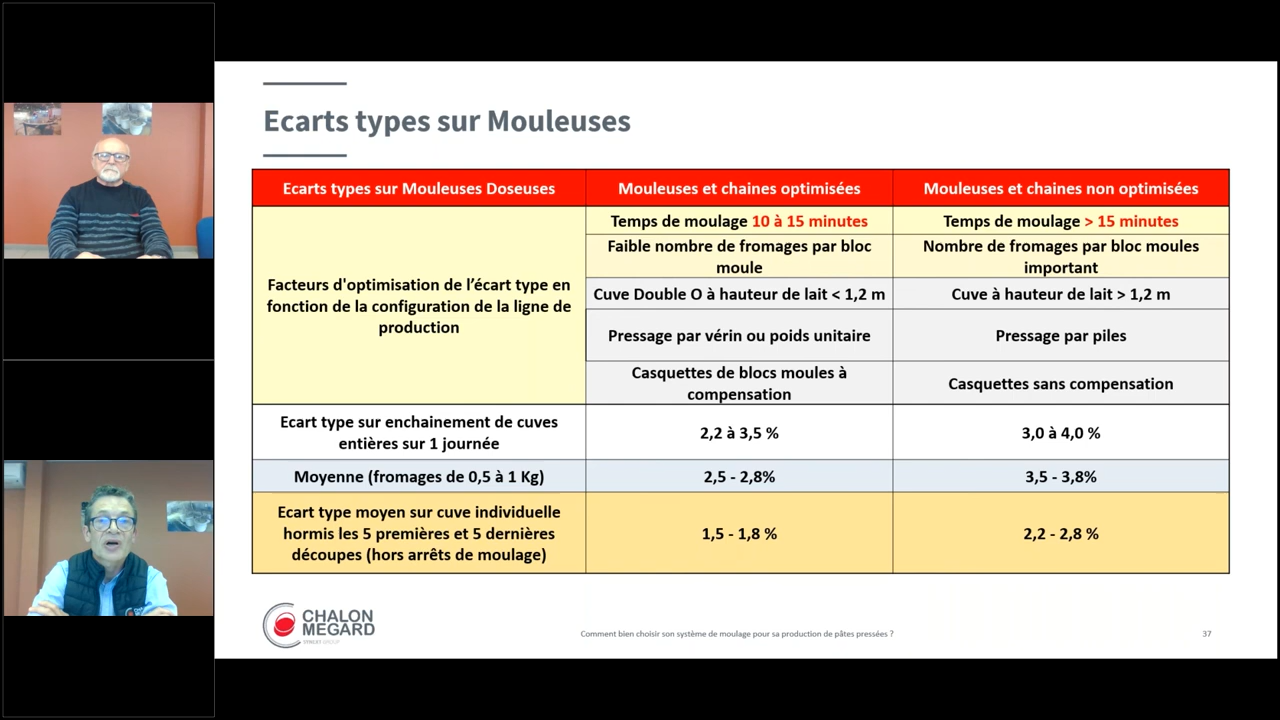 Ecarts types sur Mouleuses
Ecarts types sur Mouleuses Doseuses
Mouleuses et chaines optimisées
Mouleuses et chaines non optimisées
Facteurs d'optimisation de l'écart type en
fonction de la configuration de la ligne de
production
Temps de moulage 10 à 15 minutes
Temps de moulage > 15 minutes
Faible nombre de fromages par bloc
moule
Nombre de fromages par bloc moules
important
Cuve Double O à hauteur de lait < 1,2 m
Cuve à hauteur de lait > 1,2 m
Pressage par vérin ou poids unitaire
Pressage par piles
Casquettes de blocs moules à
compensation
Casquettes sans compensation
Ecart type sur enchainement de cuves
entières sur 1 journée
2,2 à 3,5 %
3,0 à 4,0 %
Moyenne (fromages de 0,5 à 1 Kg)
2,5 - 2,8%
3,5 - 3,8%
Ecart type moyen sur cuve individuelle
hormis les 5 premières et 5 dernières
découpes (hors arrêts de moulage)
1,5 - 1,8 %
2,2 - 2,8 %
CHALON
MEGARD
Comment bien choisir son système de moulage pour sa production de pâtes pressées ?
37